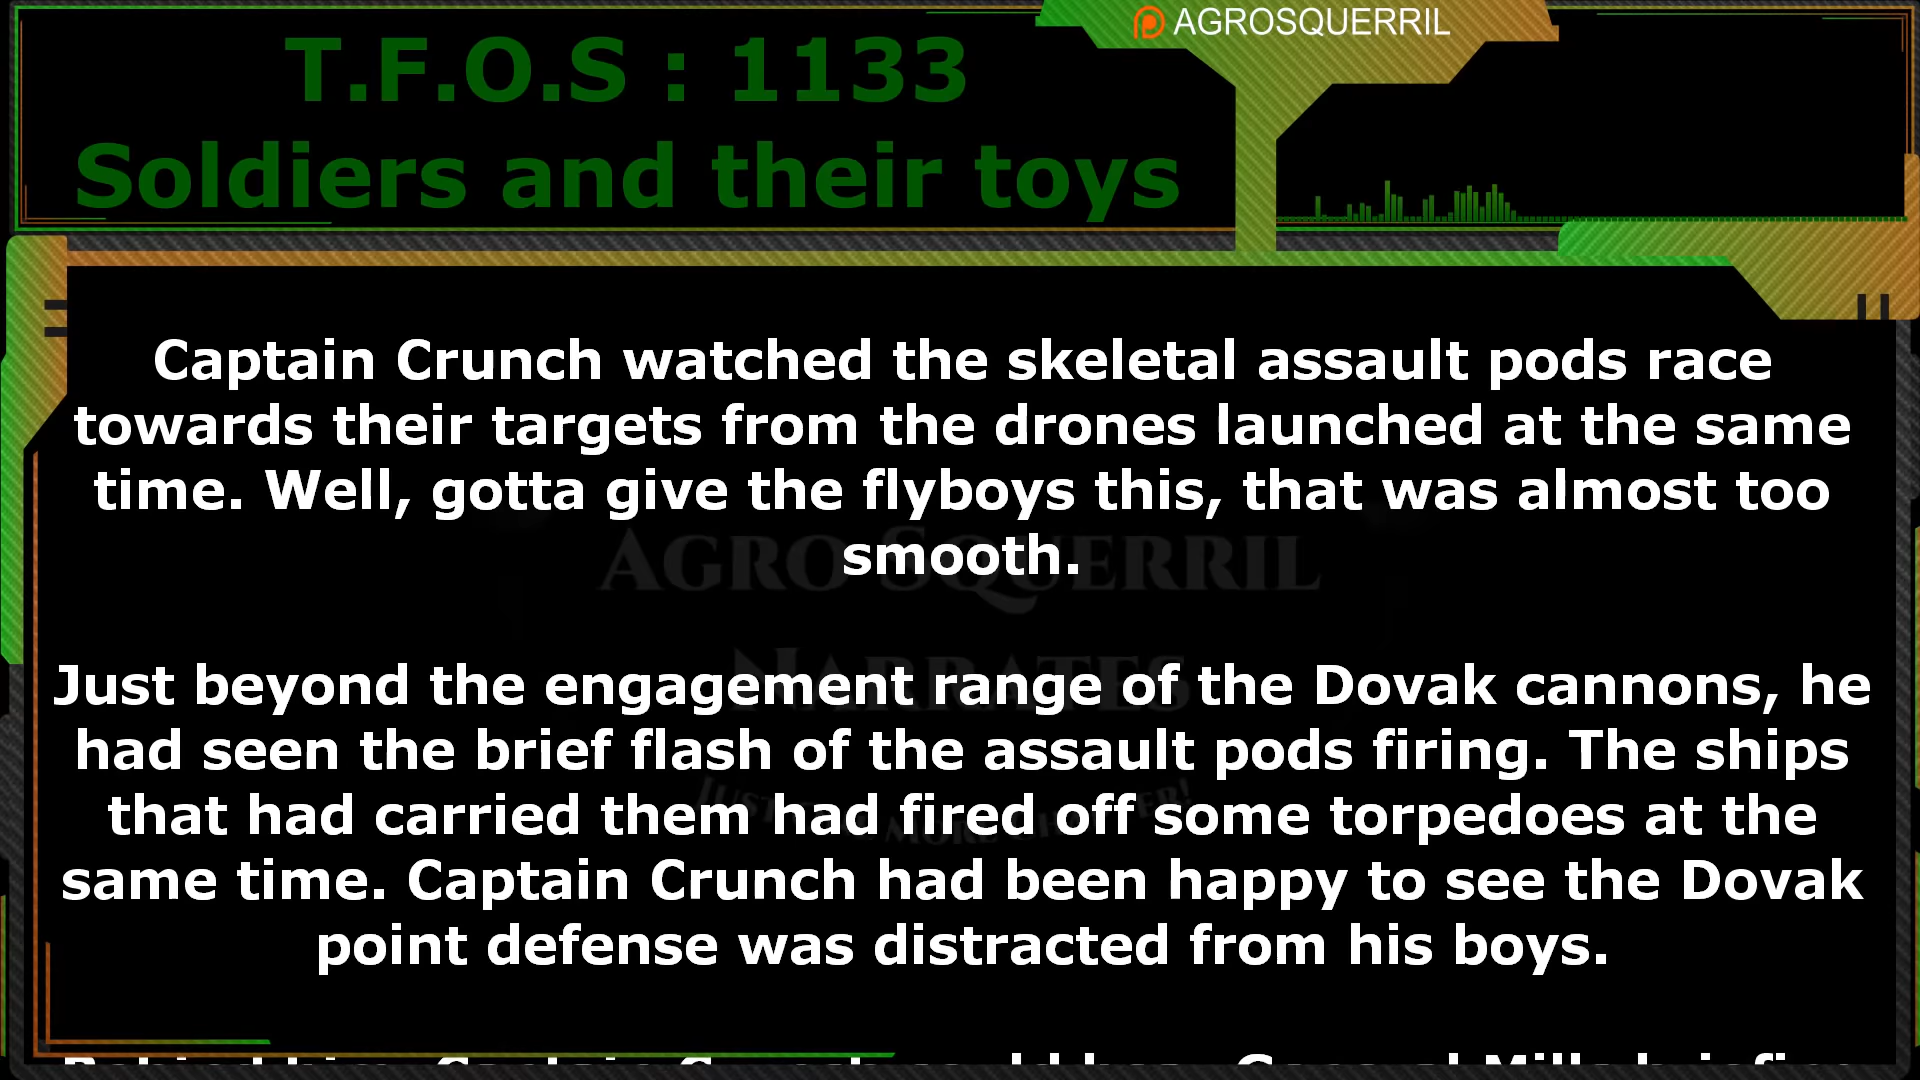 AGROSQUERRIL
T.F.O.S : 1133
Soldiers and their toys
Captain Crunch watched the skeletal assault pods race
towards their targets from the drones launched at the same
time. Well, gotta give the flyboys this, that was almost too
smooth.
AGRO SQUERRIL
NARRATES
Just beyond the engagement range of the Dovak cannons, he
had seen the brief flash of the assault pods firing. The ships
that had carried them had fired off some torpedoes at the
same time. Captain Crunch had been happy to see the Dovak
point defense was distracted from his boys.